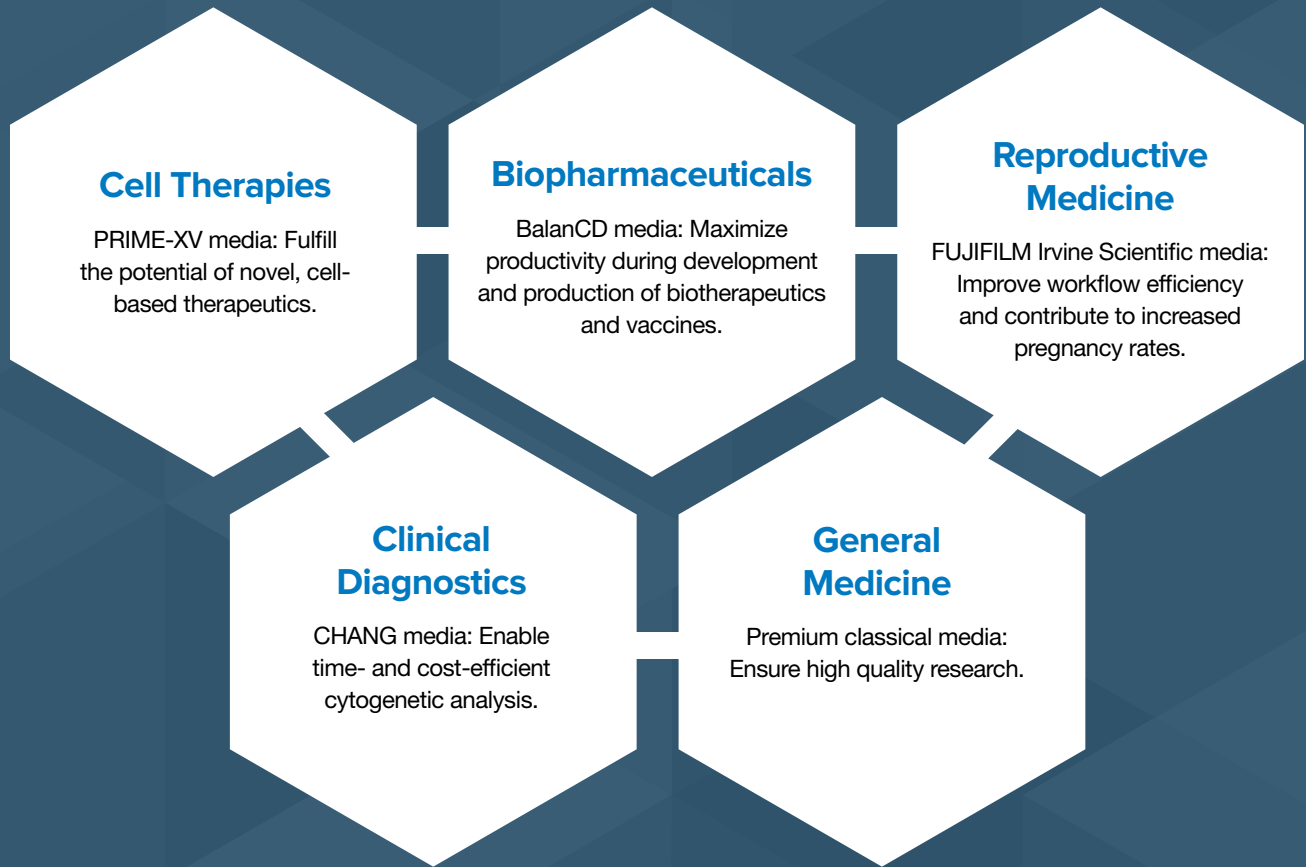 Cell Therapies
PRIME-XV media: Fulfill
the potential of novel, cell-
based therapeutics.
Biopharmaceuticals
BalanCD media: Maximize
productivity during development
and production of biotherapeutics
and vaccines.
Reproductive
Medicine
FUJIFILM Irvine Scientific media:
Improve workflow efficiency
and contribute to increased
pregnancy rates.
Clinical
Diagnostics
CHANG media: Enable
time- and cost-efficient
cytogenetic analysis.
General
Medicine
Premium classical media:
Ensure high quality research.